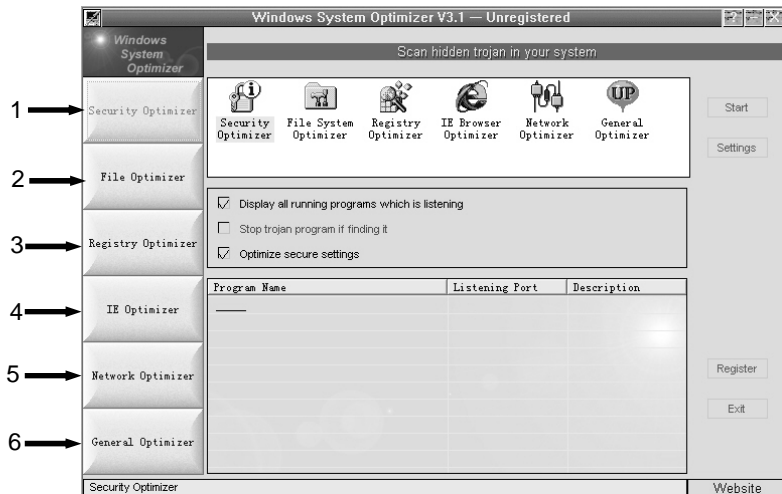 Windows System Optimizer V3.1 — Unregistered
Windows
System
Optimizer
Scan hidden trojan in your system
1
Security Optimizer
2
File Optimizer
3
Registry Optimizer
4
IE Optimizer
5
Network Optimizer
6
General Optimizer
Security
Optimizer
File System
Optimizer
Registry
Optimizer
IE Browser
Optimizer
Network
Optimizer
UP
General
Optimizer
Start
Settings
Display all running programs which is listening
Stop trojan program if finding it
Optimize secure settings
Program Name Listening Port Description
Register
Exit
Security Optimizer
Website